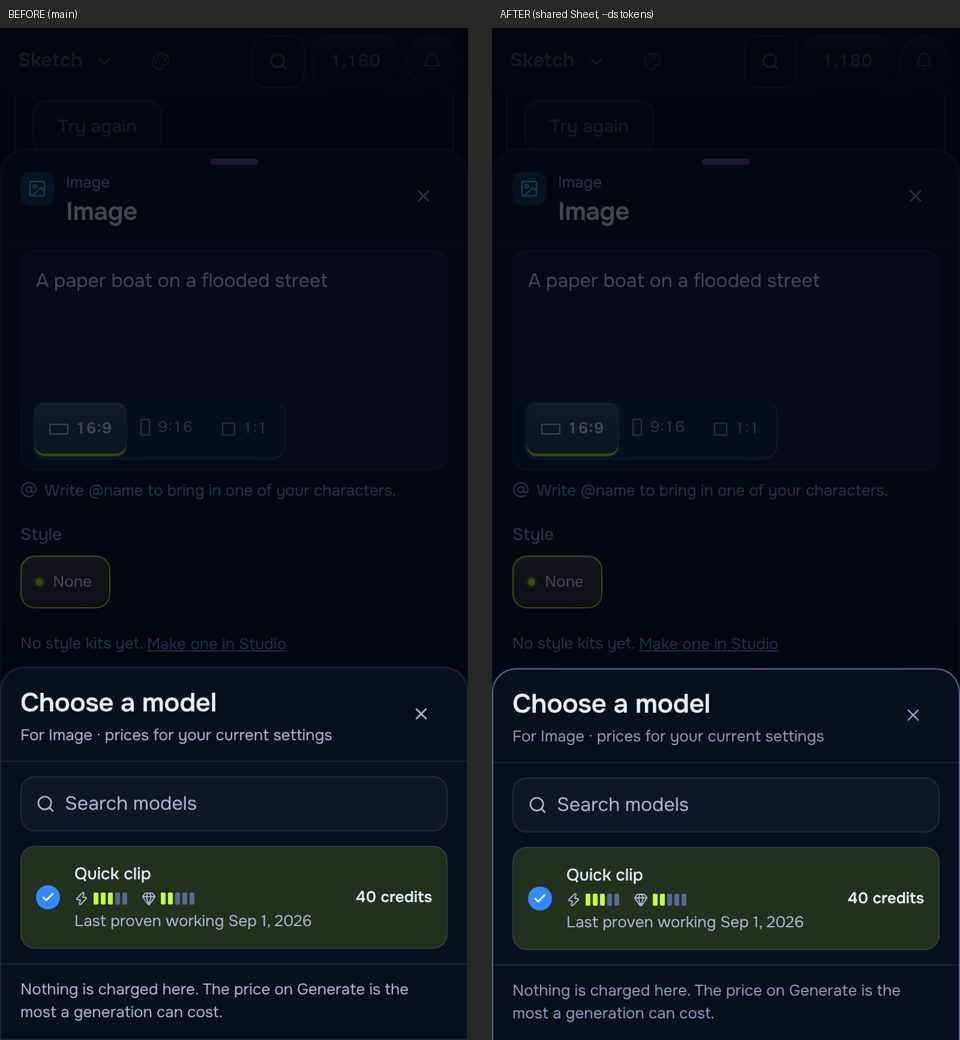 BEFORE (main)
Sketch
1,180
Try again
Image
Image
A paper boat on a flooded street
16:9 9:16 1:1
@ Write @name to bring in one of your characters.
Style
None
No style kits yet. Make one in Studio
Choose a model
For Image · prices for your current settings
Search models
Quick clip
40 credits
Last proven working Sep 1, 2026
Nothing is charged here. The price on Generate is the
most a generation can cost.
AFTER (shared Sheet, --ds tokens)
Sketch
1,180
Try again
Image
Image
A paper boat on a flooded street
16:9 9:16 1:1
@ Write @name to bring in one of your characters.
Style
None
No style kits yet. Make one in Studio
Choose a model
For Image · prices for your current settings
Search models
Quick clip
40 credits
Last proven working Sep 1, 2026
Nothing is charged here. The price on Generate is the
most a generation can cost.